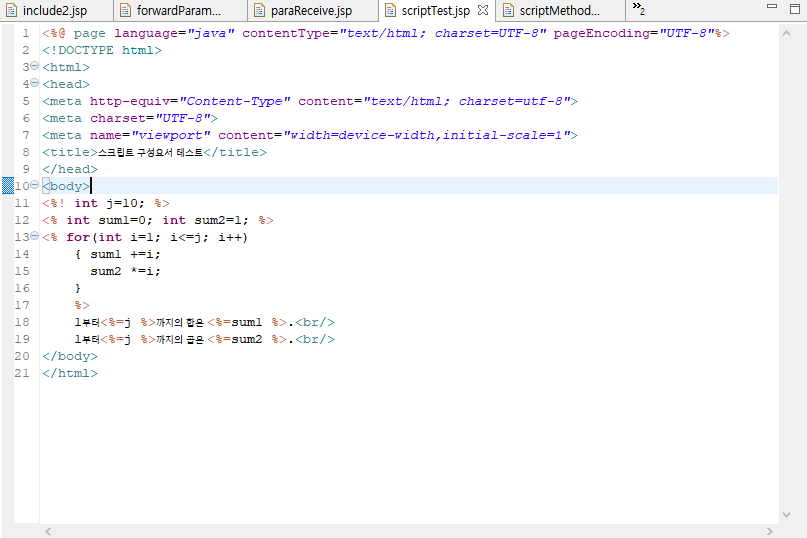 include2.jsp forwardParam... paraReceive.jsp scriptTest.jsp scriptMethod... »2
1 <%@ page language="java" contentType="text/html; charset=UTF-8" pageEncoding="UTF-8"%>
2 <!DOCTYPE html>
3 <html>
4 <head>
5 <meta http-equiv="Content-Type" content="text/html; charset=utf-8">
6 <meta charset="UTF-8">
7 <meta name="viewport" content="width=device-width,initial-scale=1">
8 <title>스크립트 구성요서 테스트</title>
9 </head>
10 <body>
11 <%! int j=10; %>
12 <% int sum1=0; int sum2=1; %>
13 <% for(int i=1; i<=j; i++)
14 { sum1 +=i;
15 sum2 *=i;
16 }
17 %>
18 1부터<%=j %>까지의 합은 <%=sum1 %>.<br/>
19 1부터<%=j %>까지의 곱은 <%=sum2 %>.<br/>
20 </body>
21 </html>